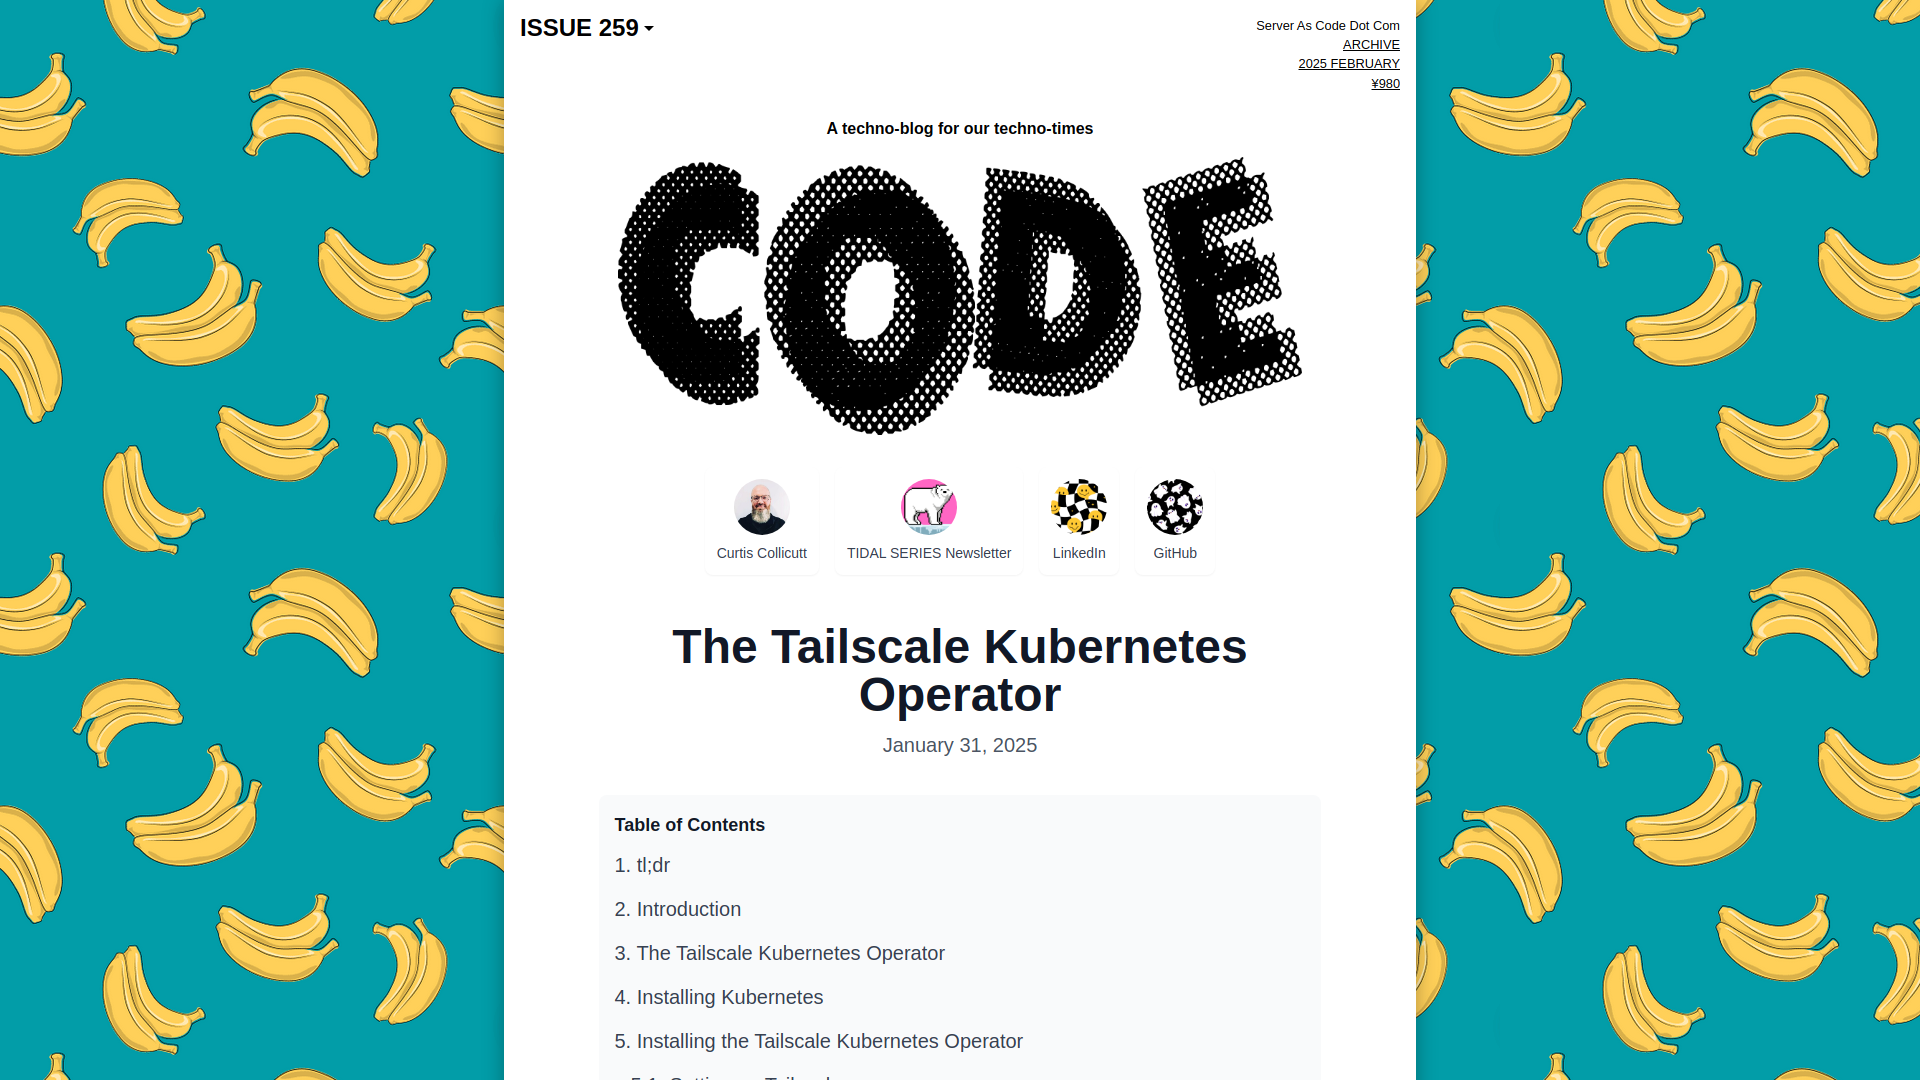 ISSUE 259
Server As Code Dot Com
ARCHIVE
2025 FEBRUARY
¥980
A techno-blog for our techno-times
CODE
Curtis Collicutt
TIDAL SERIES Newsletter
LinkedIn
GitHub
The Tailscale Kubernetes
Operator
January 31, 2025
Table of Contents
1. tl;dr
2. Introduction
3. The Tailscale Kubernetes Operator
4. Installing Kubernetes
5. Installing the Tailscale Kubernetes Operator